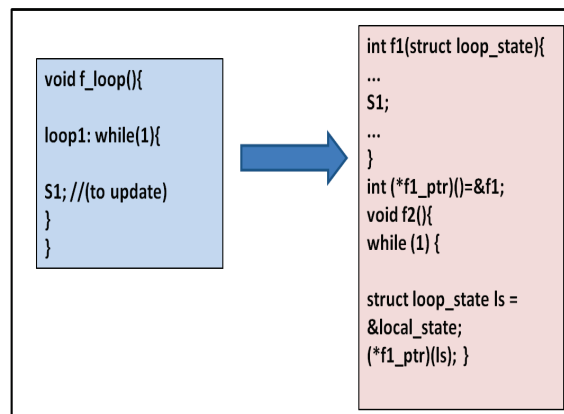 void f_loop(){
loop1: while(1){
S1; //(to update)
}
}
int f1(struct loop_state){
...
S1;
...
}
int (*f1_ptr)()=&f1;
void f2(){
while (1) {
struct loop_state ls =
&local_state;
(*f1_ptr)(ls); }